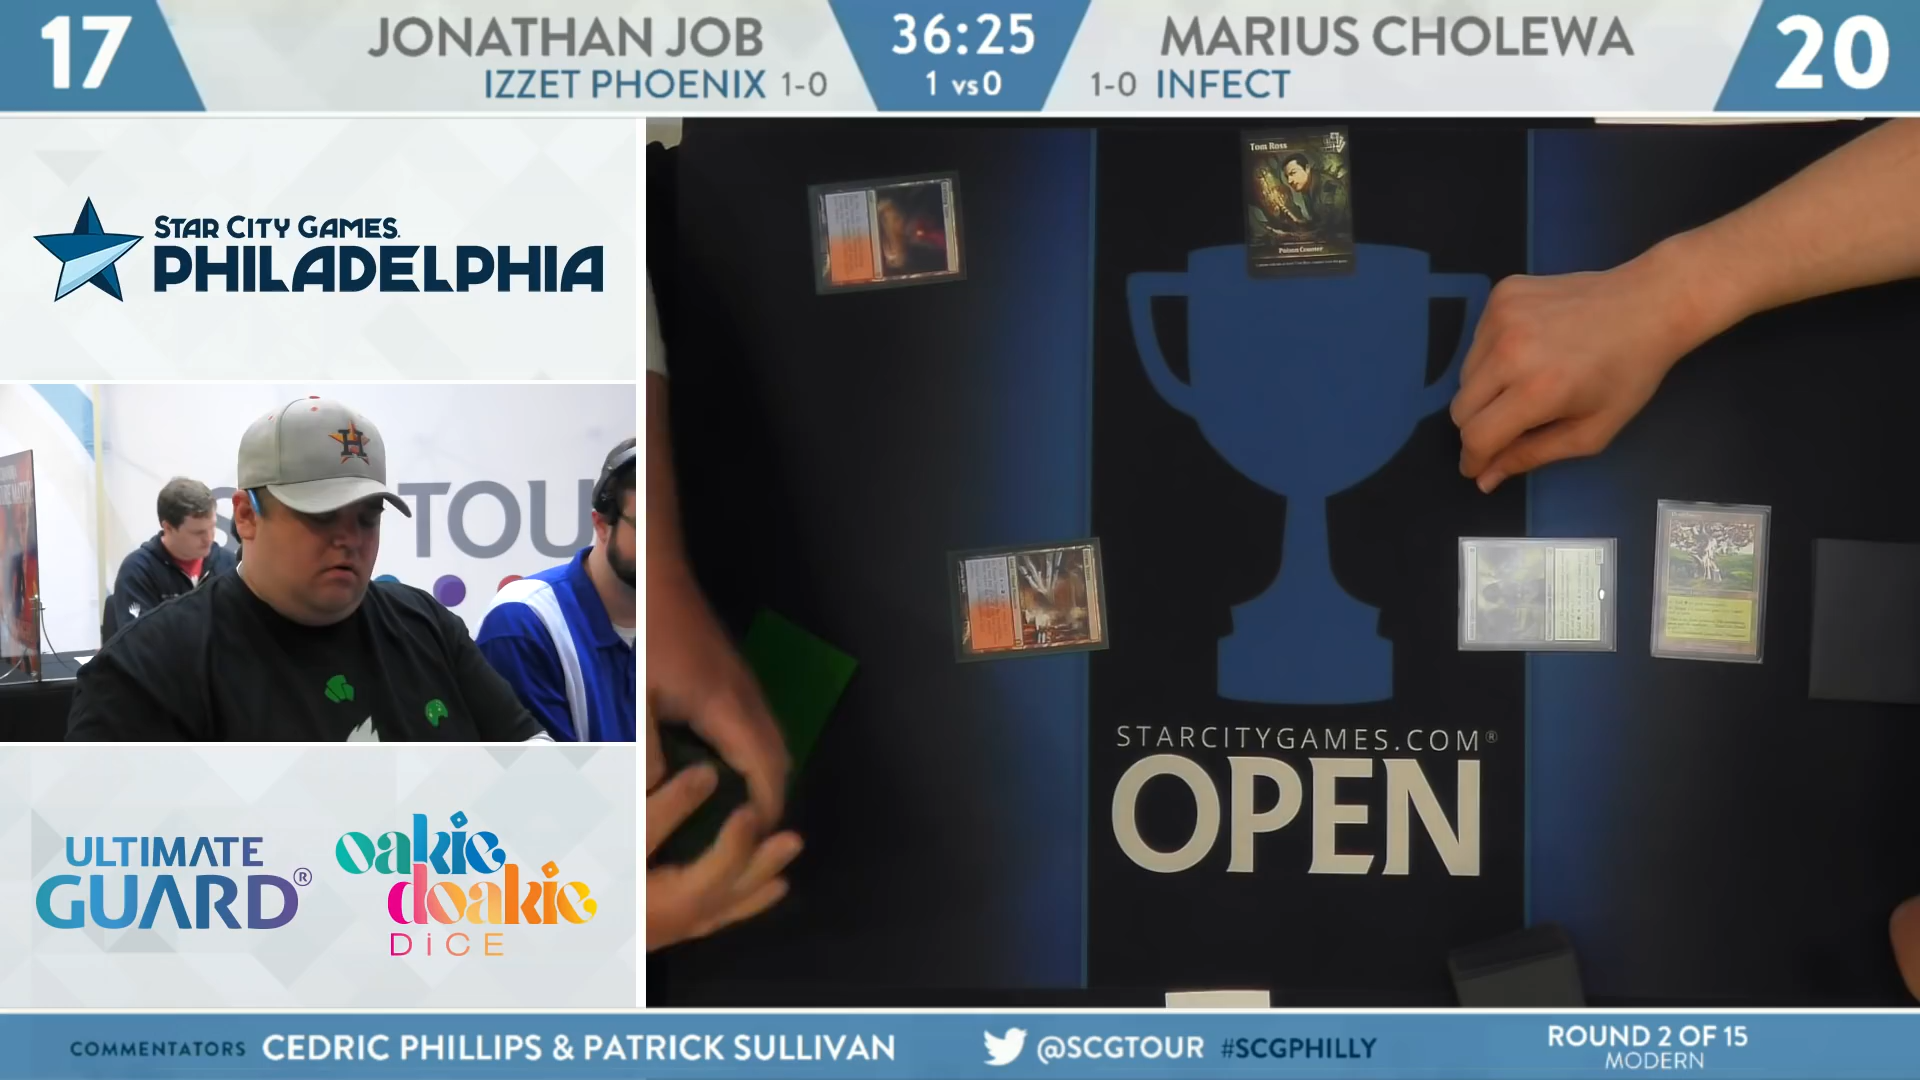 17
JONATHAN JOB
IZZET PHOENIX 1-0
36:25
1 vs 0
MARIUS CHOLEWA
1-0 INFECT
20
STAR CITY GAMES.
PHILADELPHIA
TOU
H
ULTIMATE
GUARD®
oakie
doakie
DiCE
Tom Ross
Poison Counter
STARCITYGAMES.COM®
OPEN
COMMENTATORS CEDRIC PHILLIPS & PATRICK SULLIVAN
@SCGTOUR #SCGPHILLY
ROUND 2 OF 15
MODERN